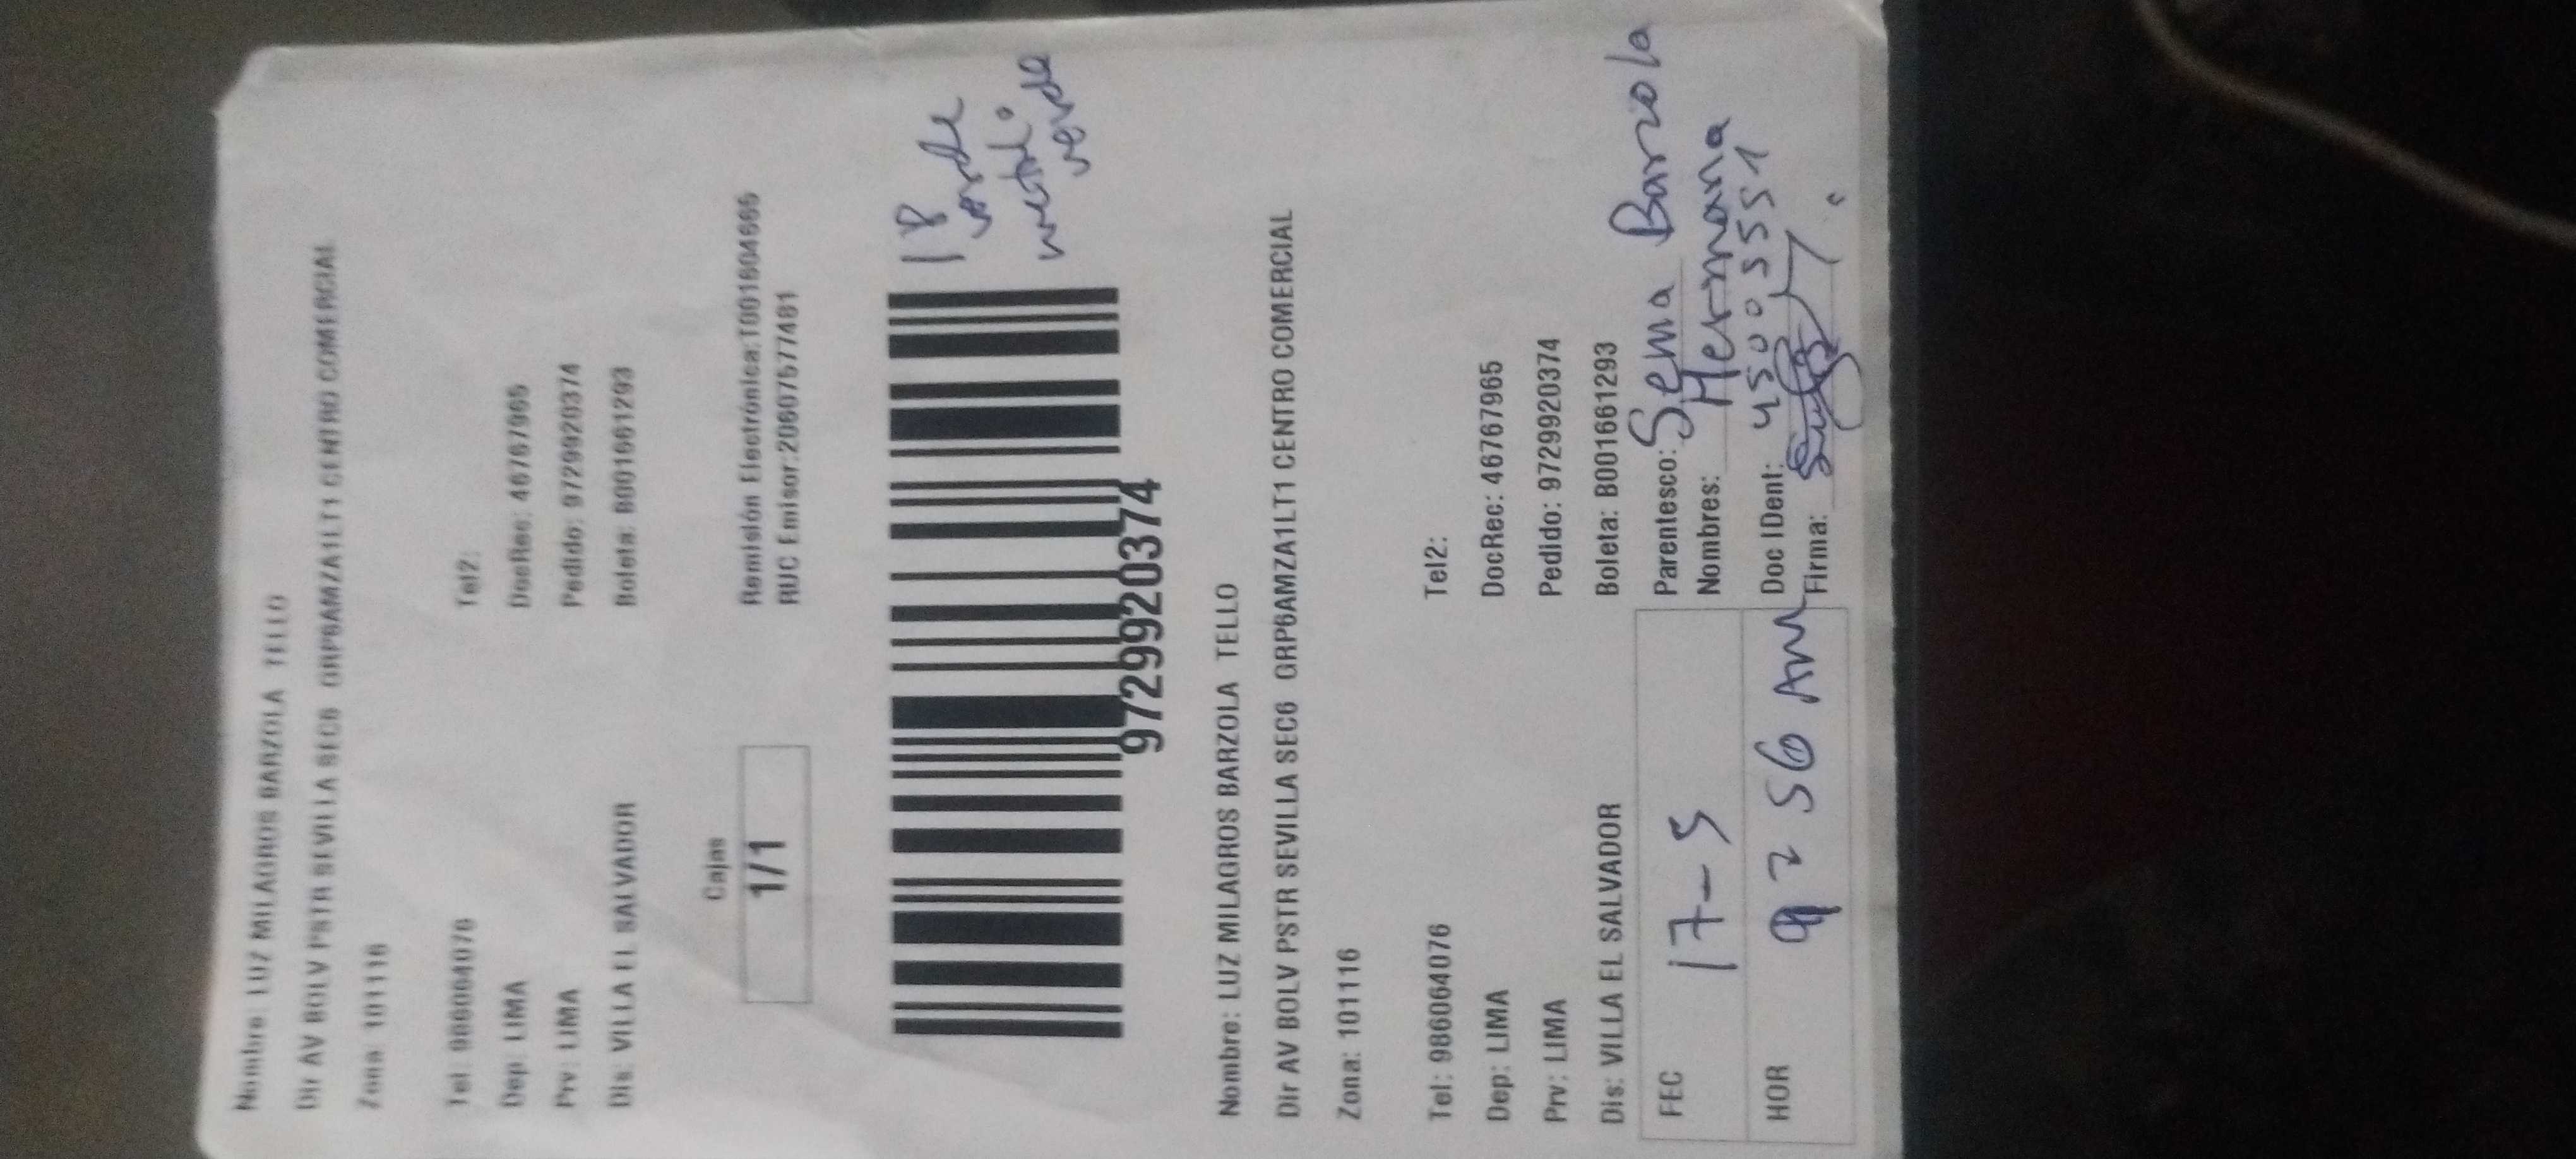 Nombre: LUZ MILAGROS BARZOLA TELLO
Dir AV BOLV PSTR SEVILLA SEC6 GRP6AMZA1LT1 CENTRO COMERCIAL
Zona: 101116
Tel: 986064076 Tel2:
Dep: LIMA DocRec: 46767965
Prv: LIMA Pedido: 9729920374
Dis: VILLA EL SALVADOR Boleta: B001661293
Cajas
1/1
Remisión Electrónica:T001604665
RUC Emisor:20607577481
18
verde
verde
9729920374
Nombre: LUZ MILAGROS BARZOLA TELLO
Dir AV BOLV PSTR SEVILLA SEC6 GRP6AMZA1LT1 CENTRO COMERCIAL
Zona: 101116
Tel: 986064076 Tel2:
Dep: LIMA DocRec: 46767965
Prv: LIMA Pedido: 9729920374
Dis: VILLA EL SALVADOR Boleta: B001661293
FEC 17-5 Parentesco: Sema Barzola
Nombres: Hermana
HOR 9 2 56 AM Doc IDent: 45003551
Firma: